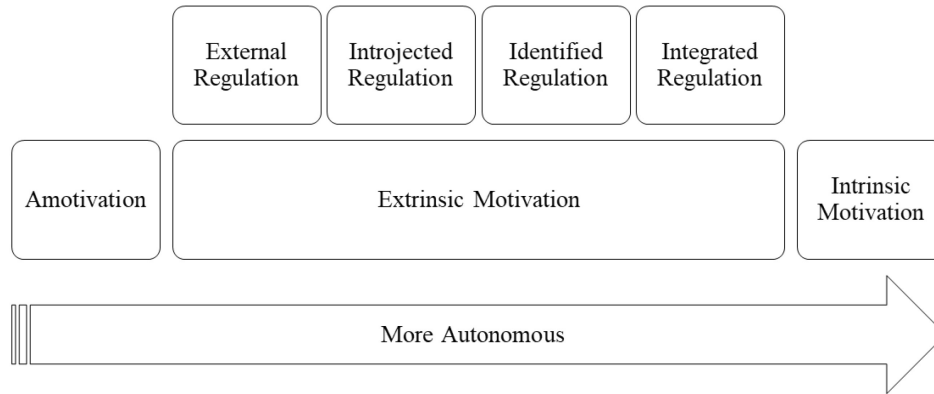 External
Regulation
Introjected
Regulation
Identified
Regulation
Integrated
Regulation
Amotivation
Extrinsic Motivation
Intrinsic
Motivation
More Autonomous